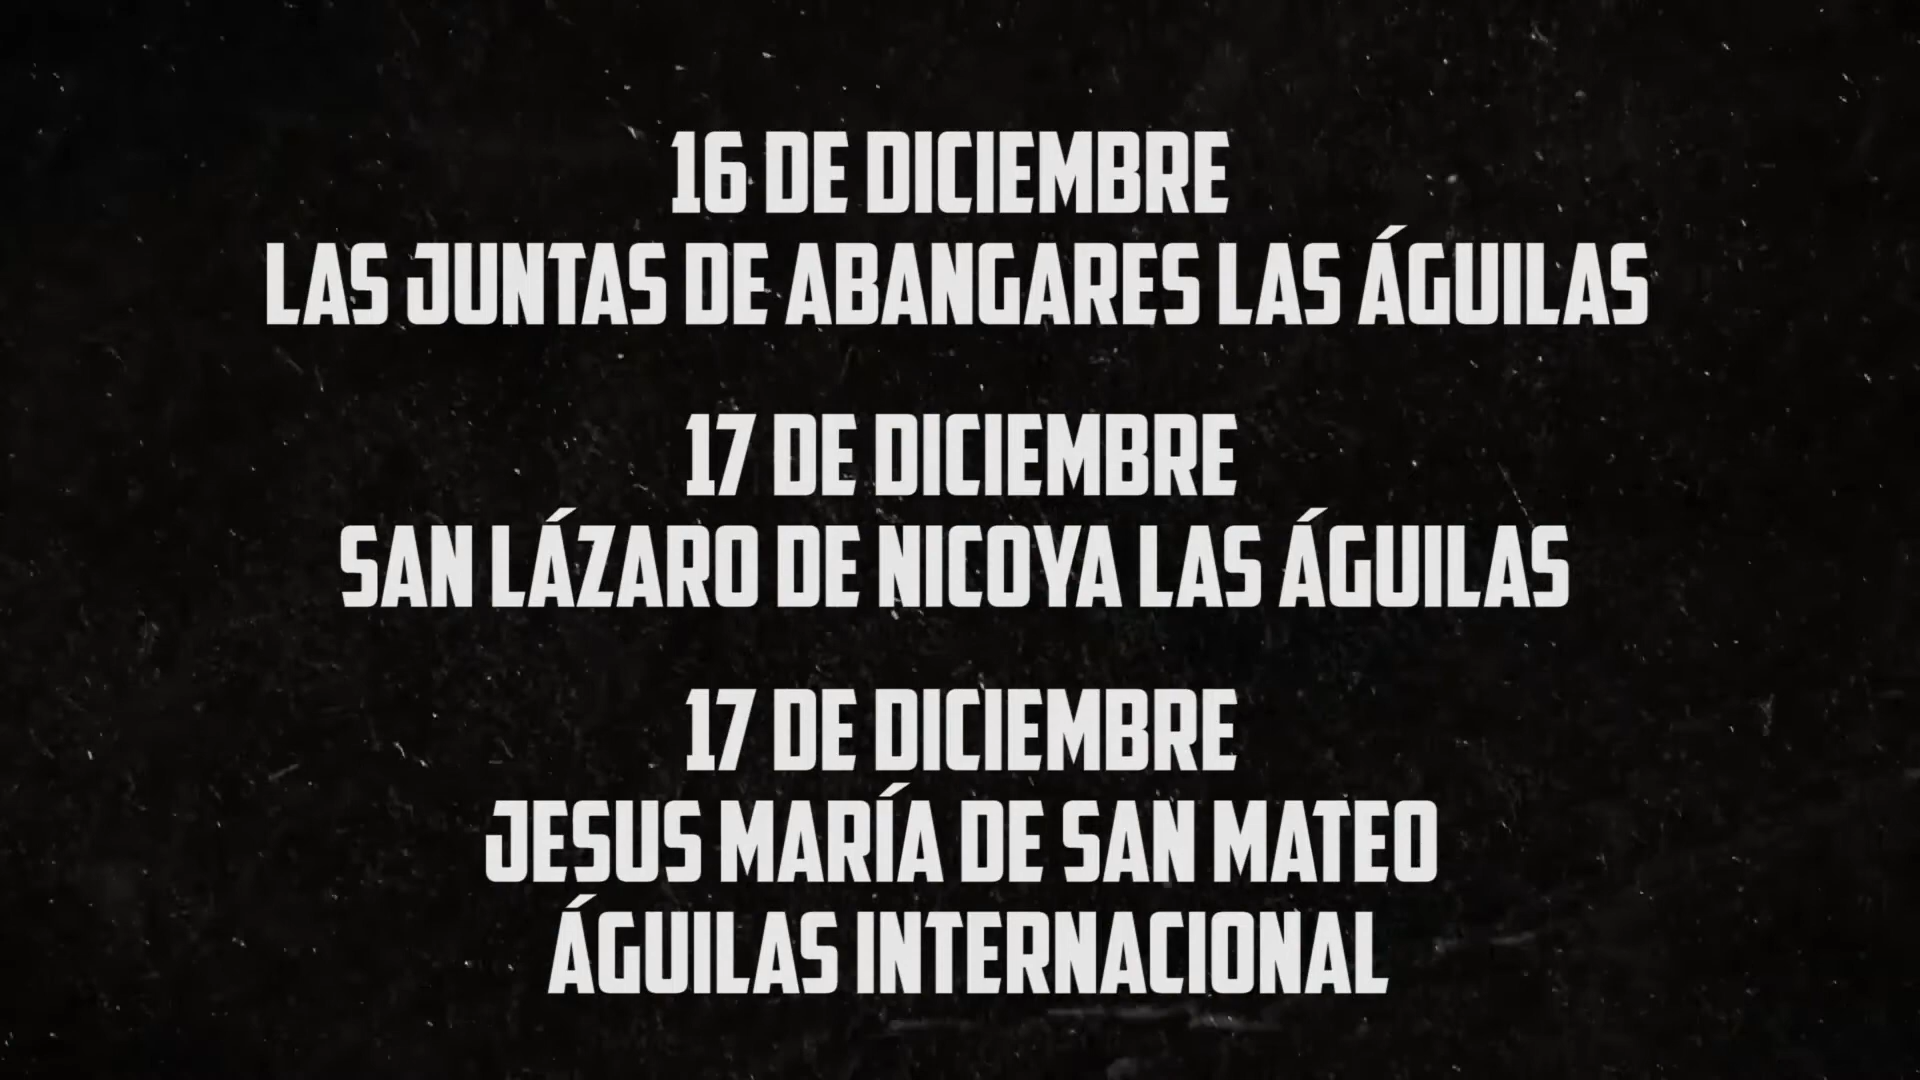 16 DE DICIEMBRE
LAS JUNTAS DE ABANGARES LAS ÁGUILAS
17 DE DICIEMBRE
SAN LÁZARO DE NICOYA LAS ÁGUILAS
17 DE DICIEMBRE
JESUS MARÍA DE SAN MATEO
ÁGUILAS INTERNACIONAL